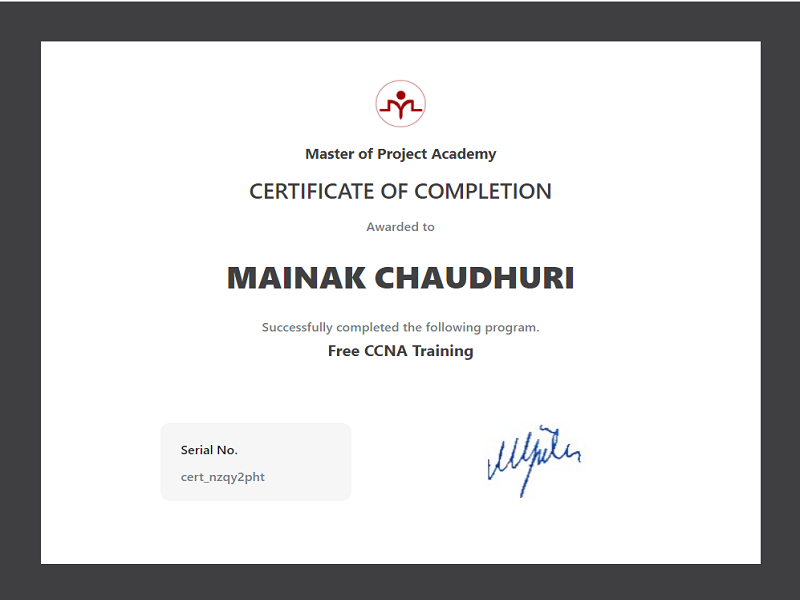 Master of Project Academy
CERTIFICATE OF COMPLETION
Awarded to
MAINAK CHAUDHURI
Successfully completed the following program.
Free CCNA Training
Serial No.
cert_nzqy2pht